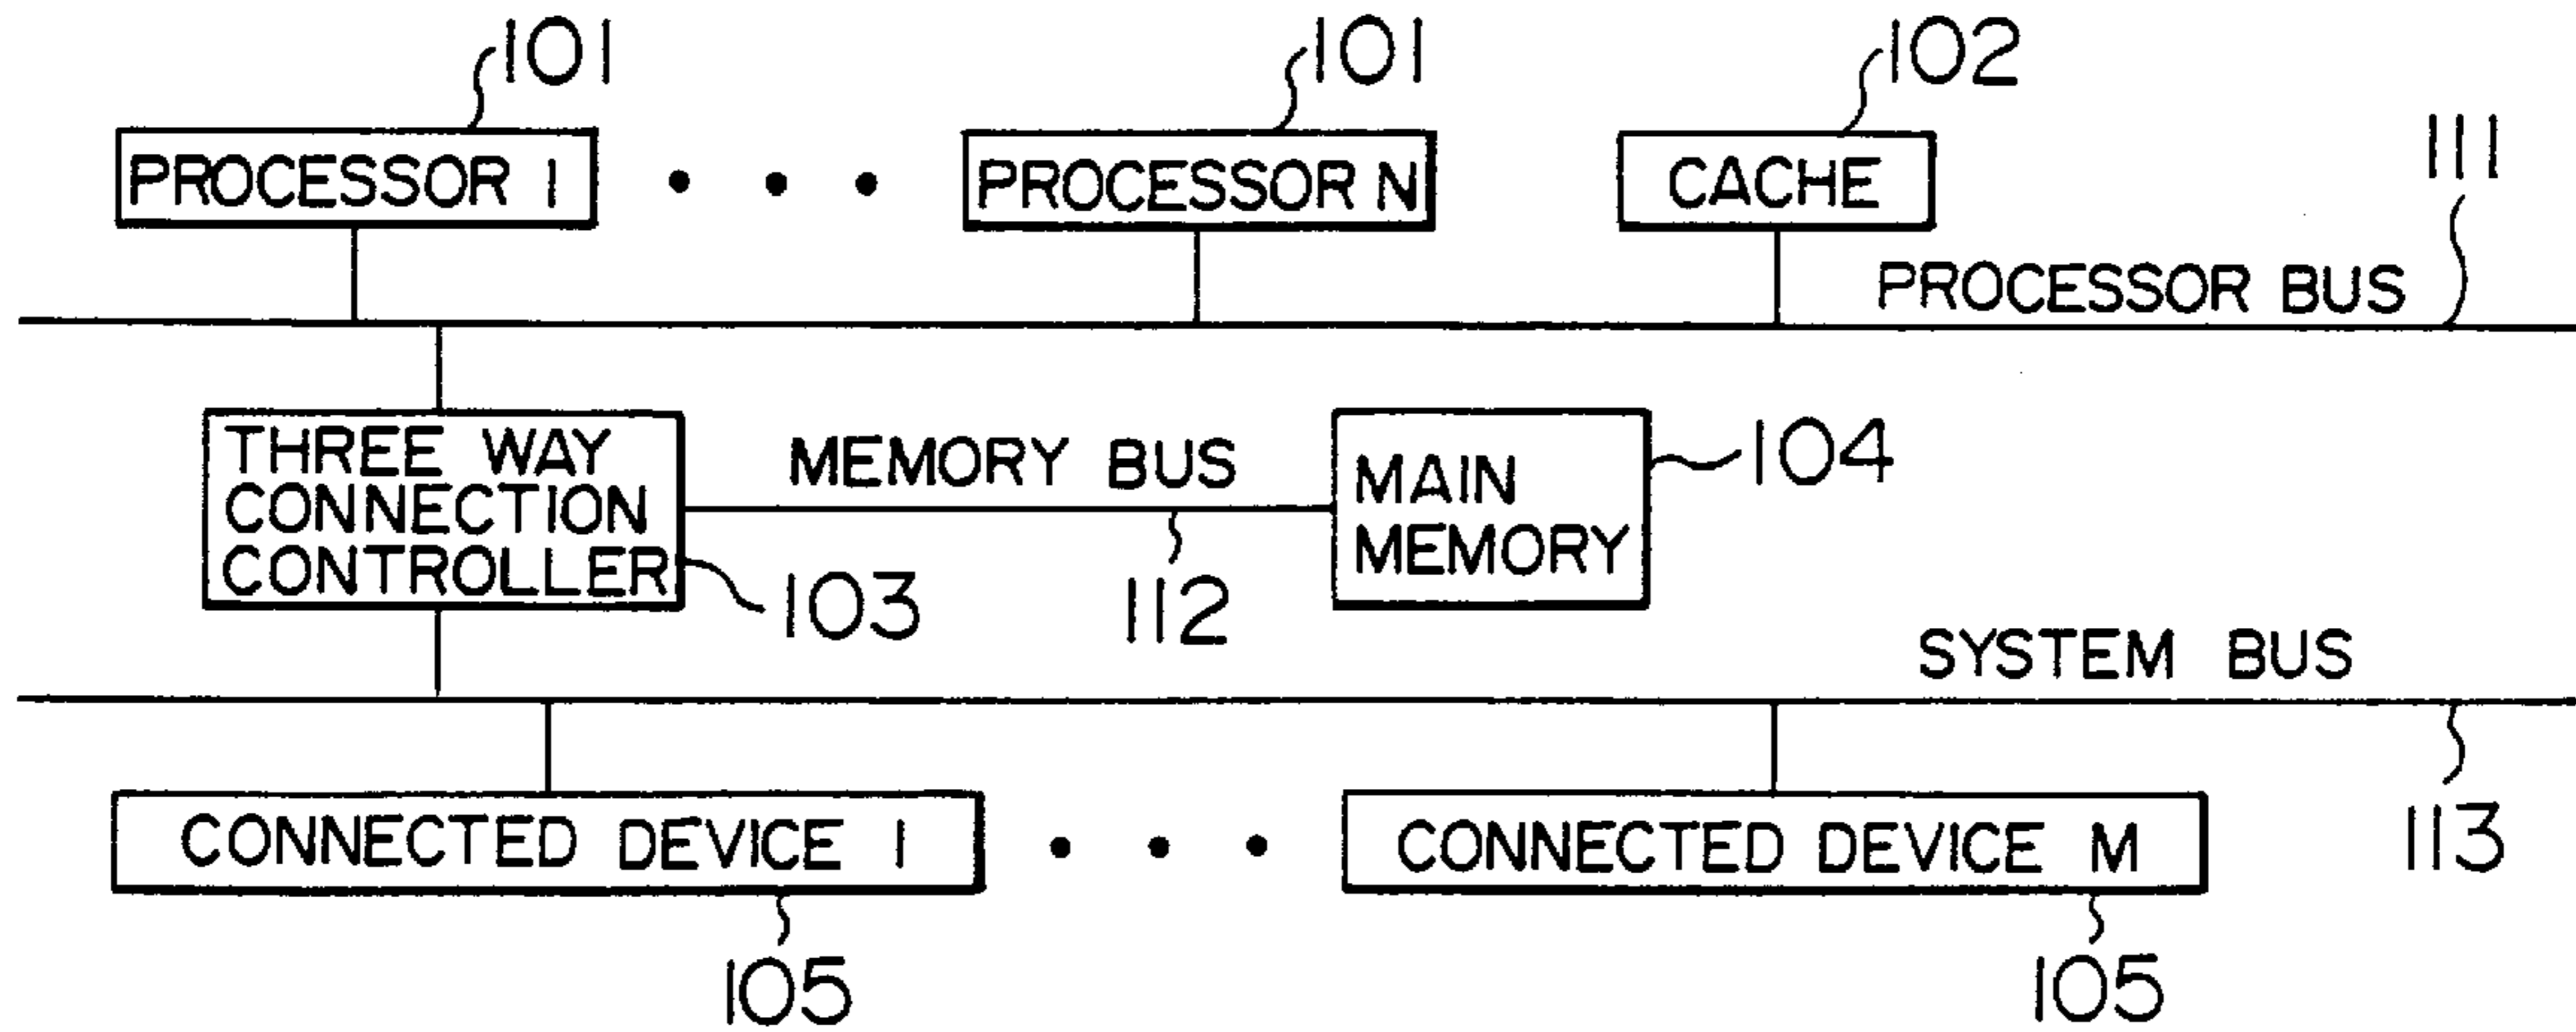 101
101
102
PROCESSOR 1
PROCESSOR N
CACHE
111
PROCESSOR BUS
THREE WAY
CONNECTION
CONTROLLER
MEMORY BUS
MAIN
MEMORY
104
103
112
SYSTEM BUS
CONNECTED DEVICE 1
CONNECTED DEVICE M
113
105
105